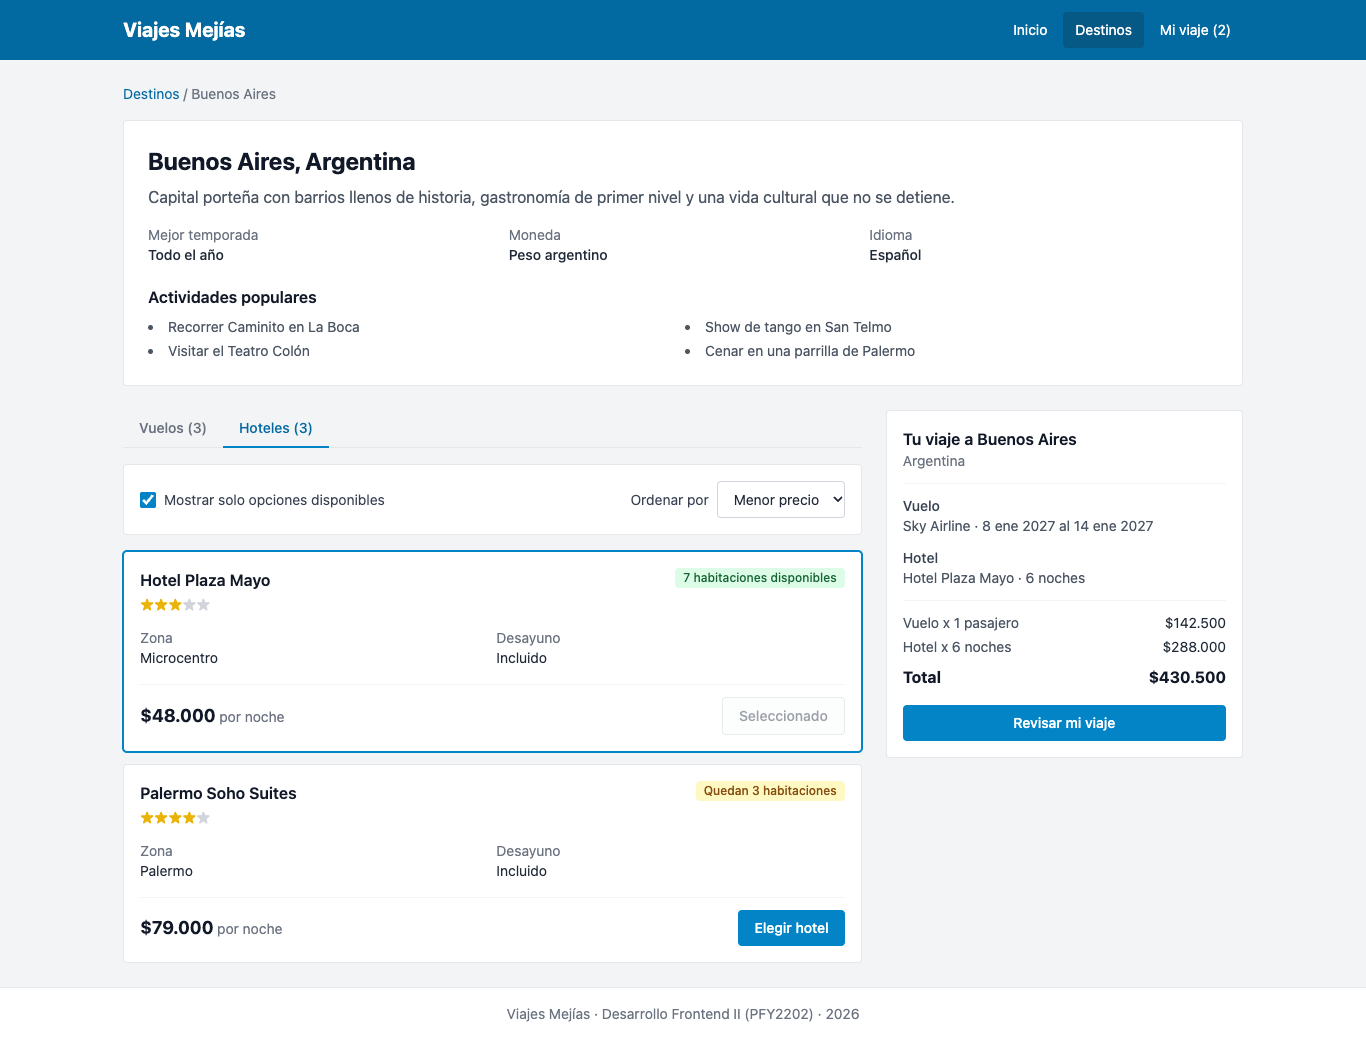 Viajes Mejías
Inicio
Destinos
Mi viaje (2)
Destinos / Buenos Aires
Buenos Aires, Argentina
Capital porteña con barrios llenos de historia, gastronomía de primer nivel y una vida cultural que no se detiene.
Mejor temporada
Todo el año
Moneda
Peso argentino
Idioma
Español
Actividades populares
Recorrer Caminito en La Boca
Show de tango en San Telmo
Visitar el Teatro Colón
Cenar en una parrilla de Palermo
Vuelos (3)
Hoteles (3)
Mostrar solo opciones disponibles
Ordenar por
Menor precio
Hotel Plaza Mayo
7 habitaciones disponibles
Zona
Microcentro
Desayuno
Incluido
$48.000 por noche
Seleccionado
Palermo Soho Suites
Quedan 3 habitaciones
Zona
Palermo
Desayuno
Incluido
$79.000 por noche
Elegir hotel
Tu viaje a Buenos Aires
Argentina
Vuelo
Sky Airline · 8 ene 2027 al 14 ene 2027
Hotel
Hotel Plaza Mayo · 6 noches
Vuelo x 1 pasajero $142.500
Hotel x 6 noches $288.000
Total $430.500
Revisar mi viaje
Viajes Mejías · Desarrollo Frontend II (PFY2202) · 2026